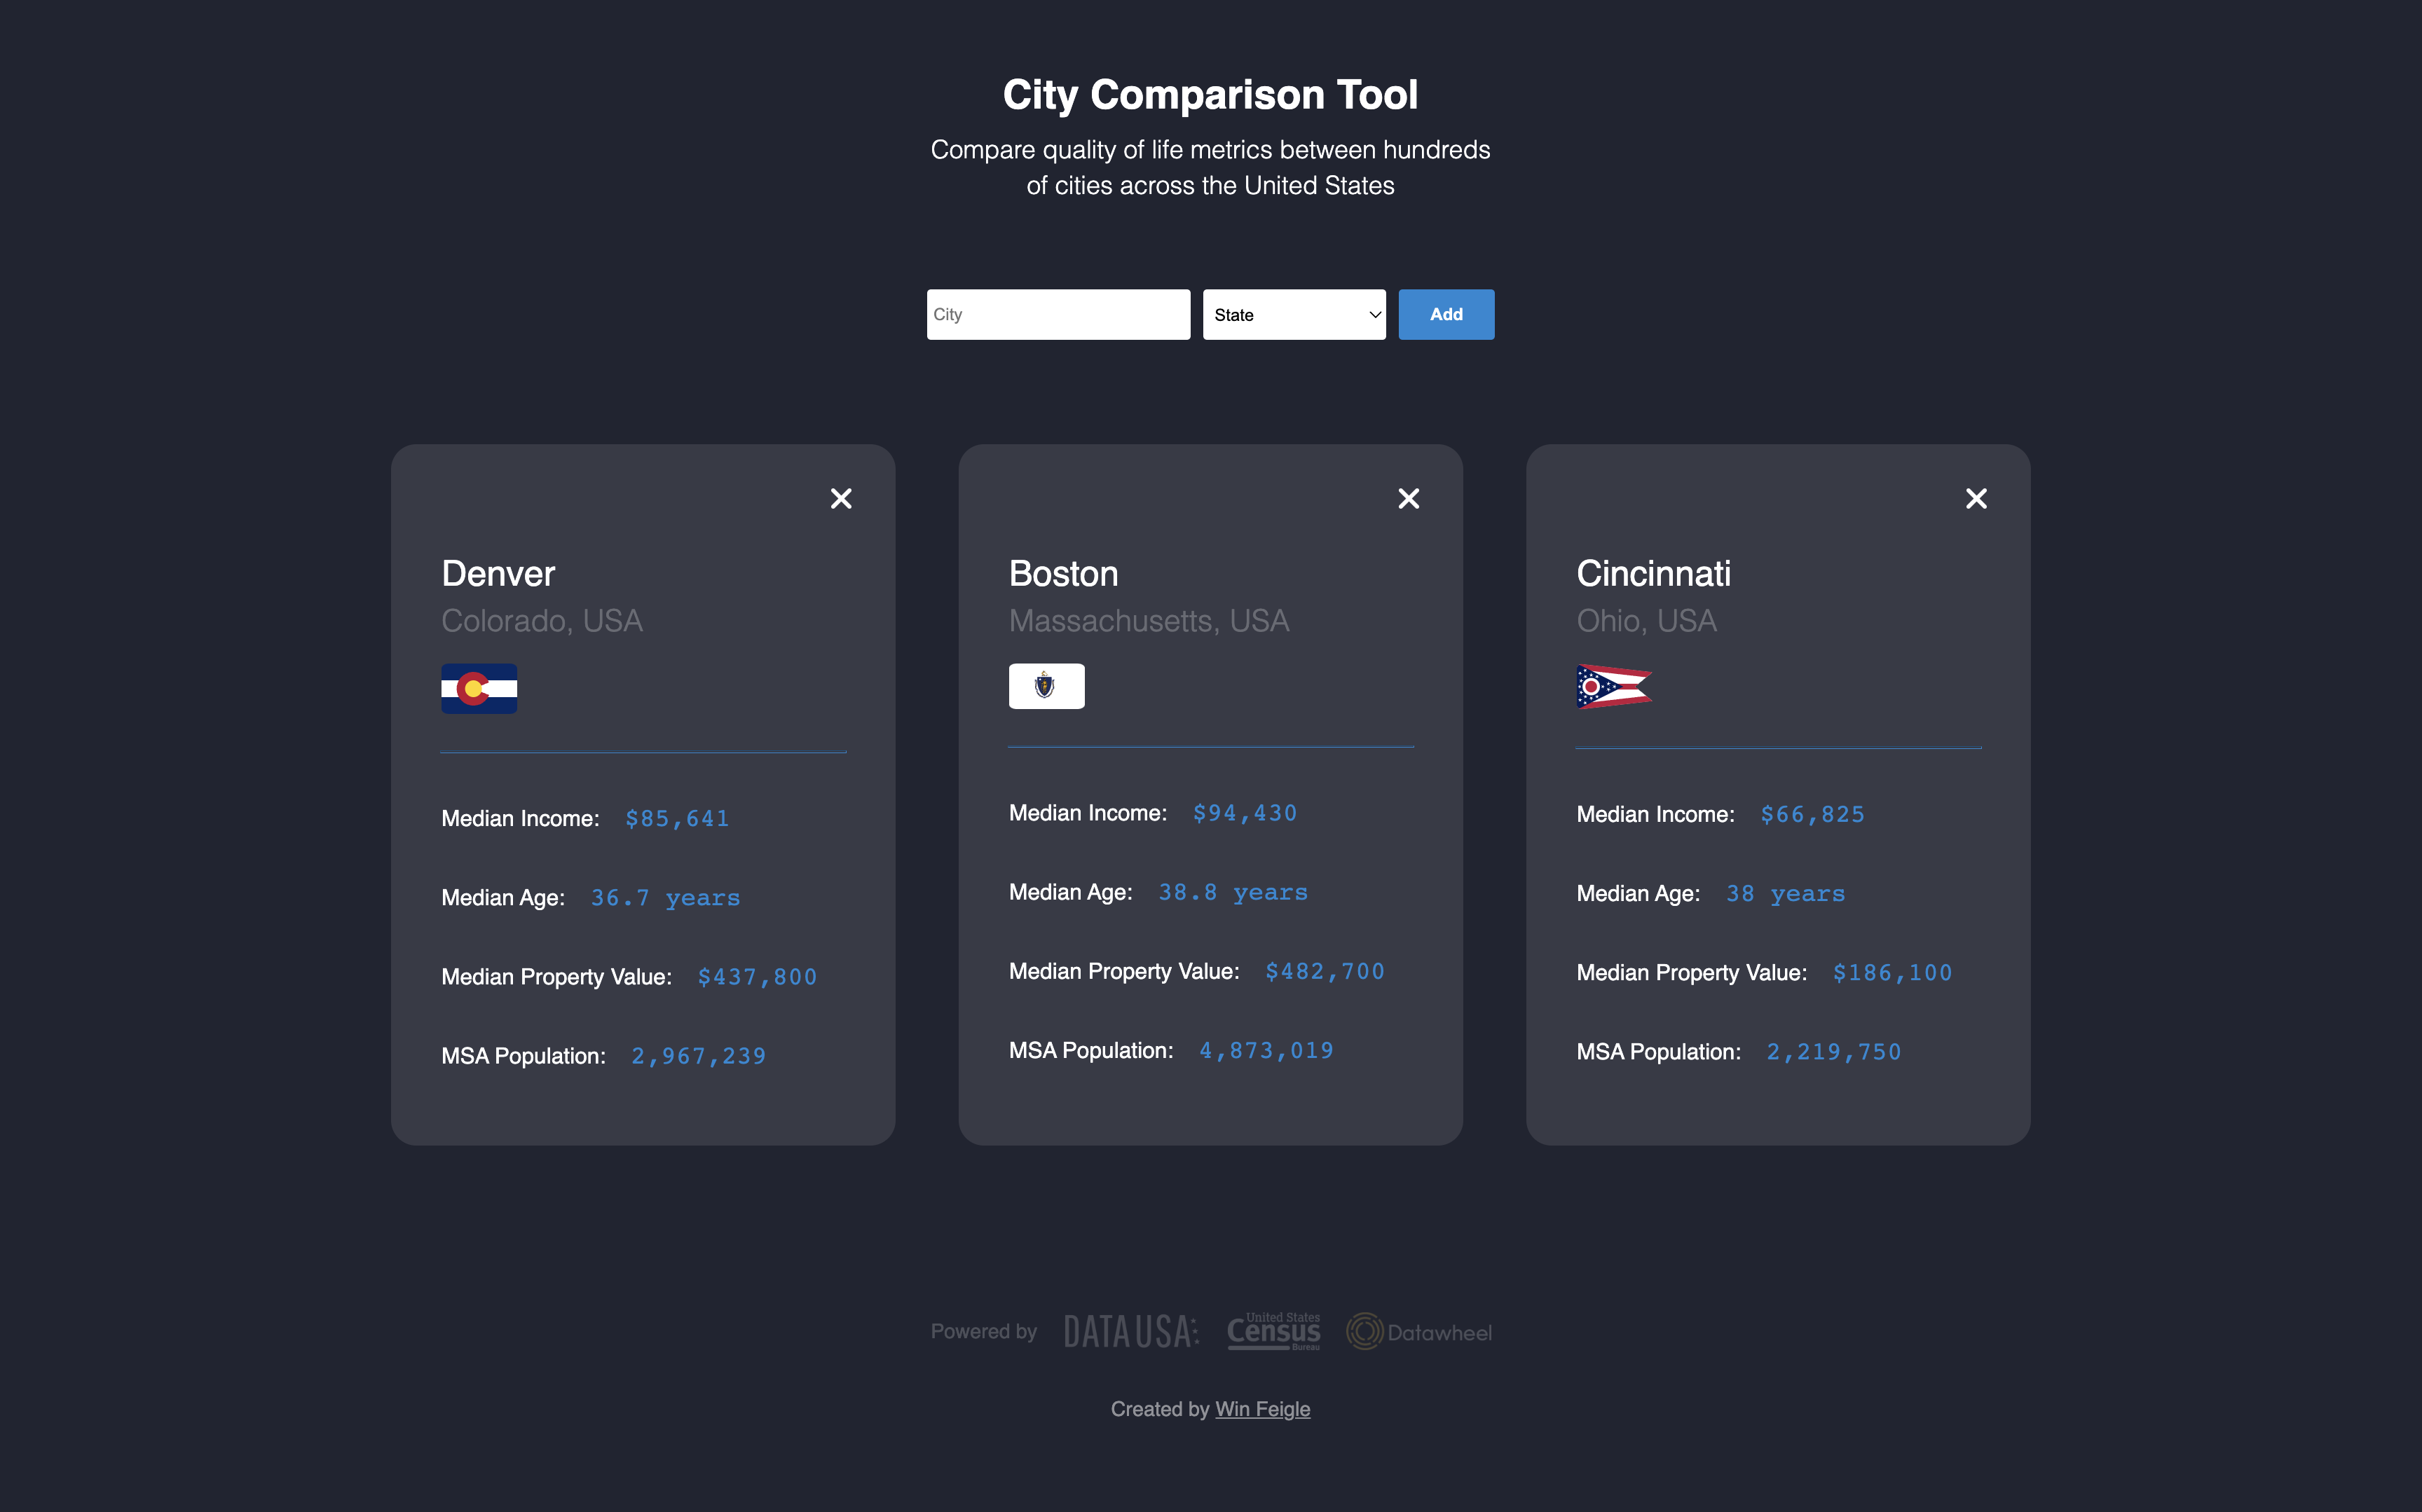 City Comparison Tool
Compare quality of life metrics between hundreds
of cities across the United States
City
State
Add
Denver
Colorado, USA
Median Income: $85,641
Median Age: 36.7 years
Median Property Value: $437,800
MSA Population: 2,967,239
Boston
Massachusetts, USA
Median Income: $94,430
Median Age: 38.8 years
Median Property Value: $482,700
MSA Population: 4,873,019
Cincinnati
Ohio, USA
Median Income: $66,825
Median Age: 38 years
Median Property Value: $186,100
MSA Population: 2,219,750
Powered by
DATA USA:
United States
Census
Bureau
Datawheel
Created by Win Feigle